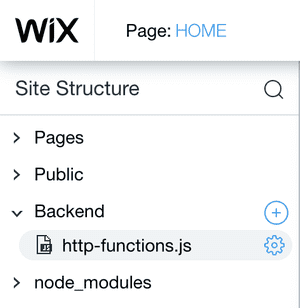 WiX
Page: HOME
Site Structure
Pages
Public
Backend
http-functions.js
node_modules